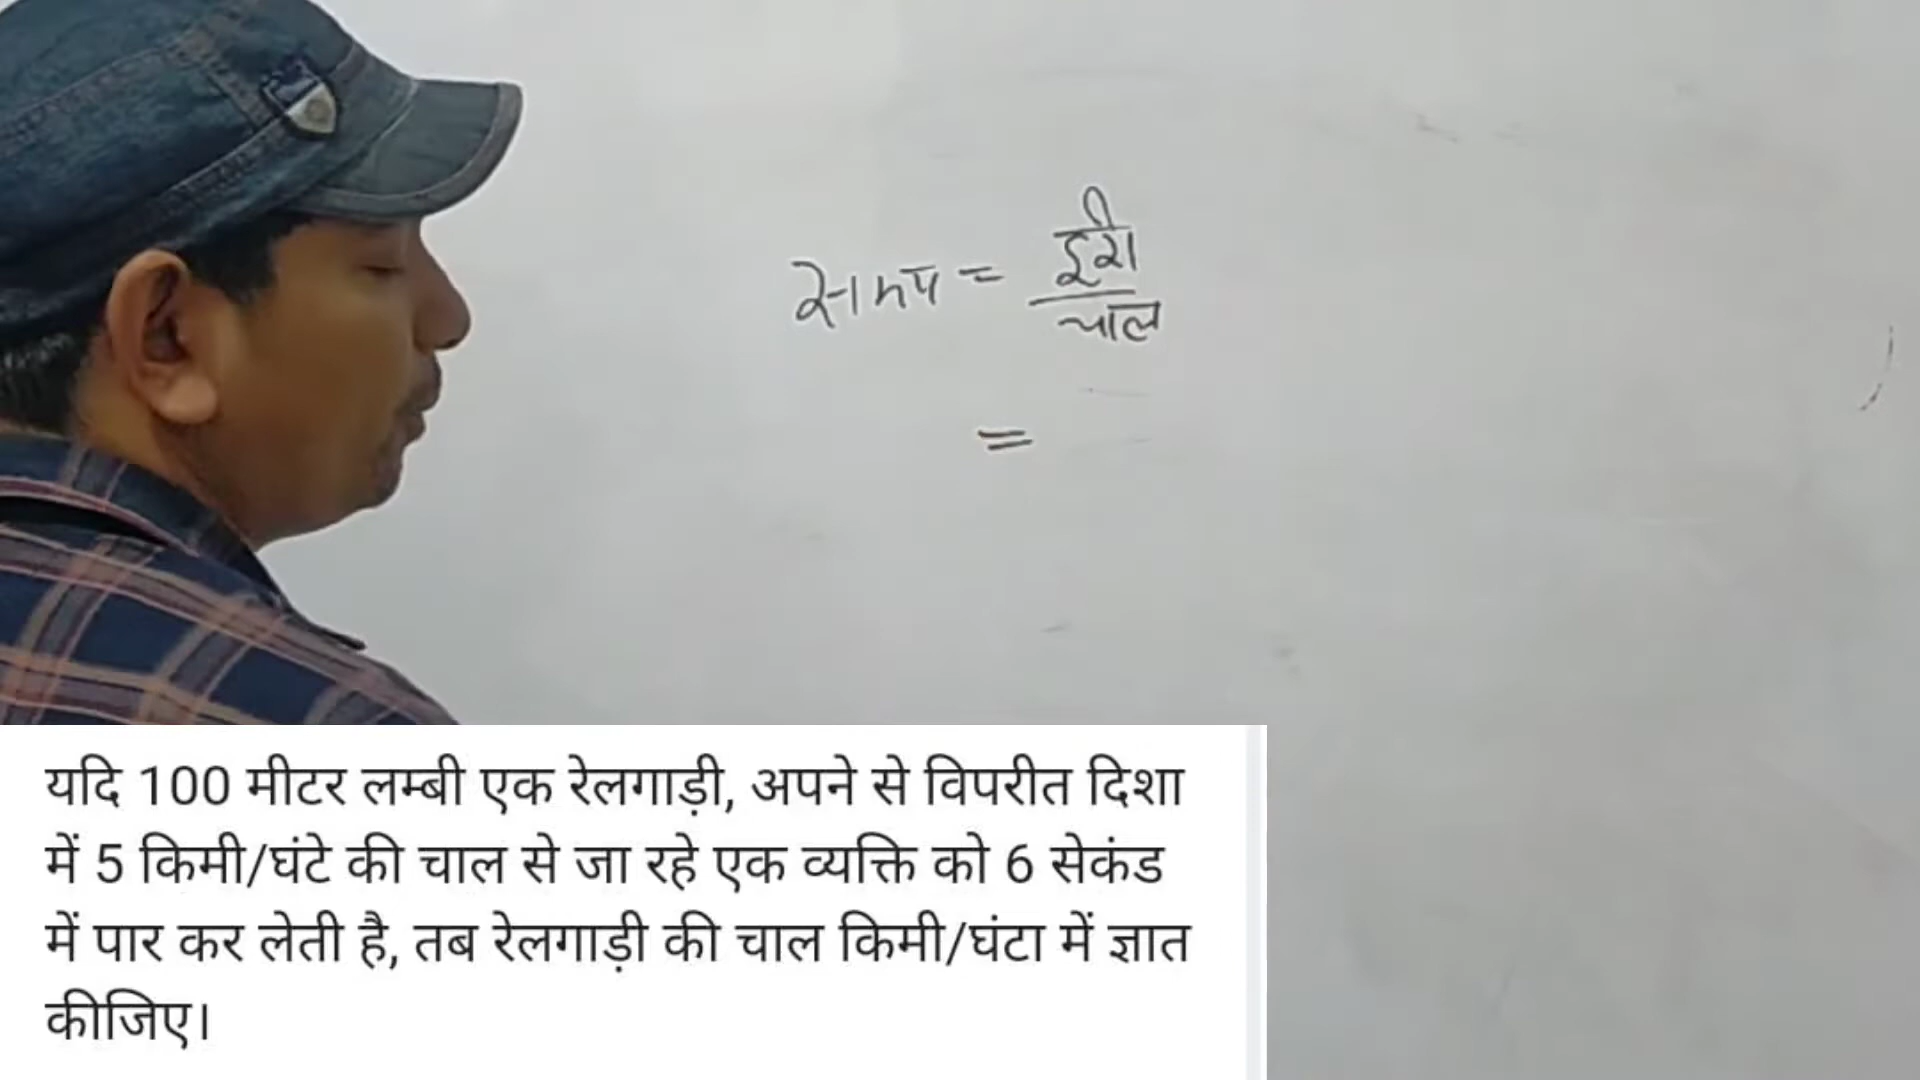 समय = दूरी
चाल
=
यदि 100 मीटर लम्बी एक रेलगाड़ी, अपने से विपरीत दिशा
में 5 किमी/घंटे की चाल से जा रहे एक व्यक्ति को 6 सेकंड
में पार कर लेती है, तब रेलगाड़ी की चाल किमी/घंटा में ज्ञात
कीजिए।